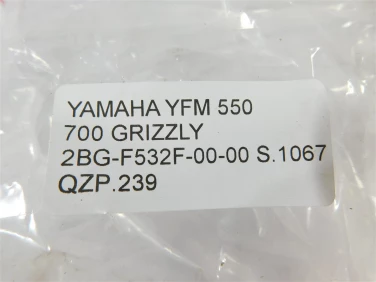 YAMAHA YFM 550
700 GRIZZLY
2BG-F532F-00-00 S.1067
QZP.239